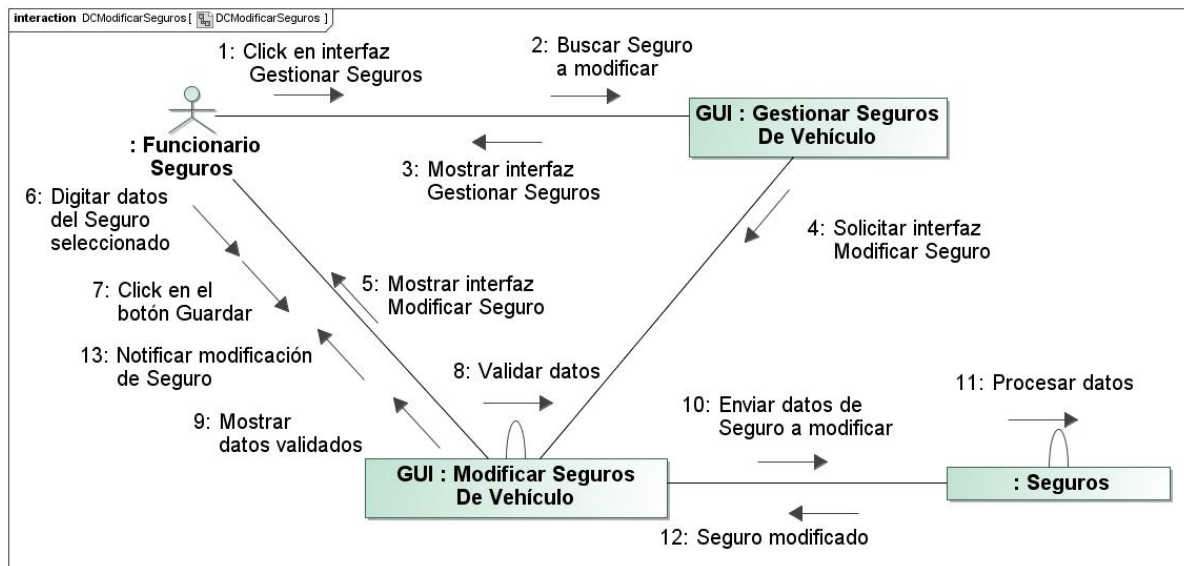 interaction DCModificarSeguros [ DCModificarSeguros ]
1: Click en interfaz
Gestionar Seguros
2: Buscar Seguro
a modificar
: Funcionario
Seguros
GUI : Gestionar Seguros
De Vehículo
3: Mostrar interfaz
Gestionar Seguros
4: Solicitar interfaz
Modificar Seguro
6: Digitar datos
del Seguro
seleccionado
5: Mostrar interfaz
Modificar Seguro
7: Click en el
botón Guardar
13: Notificar modificación
de Seguro
8: Validar datos
9: Mostrar
datos validados
10: Enviar datos de
Seguro a modificar
11: Procesar datos
GUI : Modificar Seguros
De Vehículo
: Seguros
12: Seguro modificado